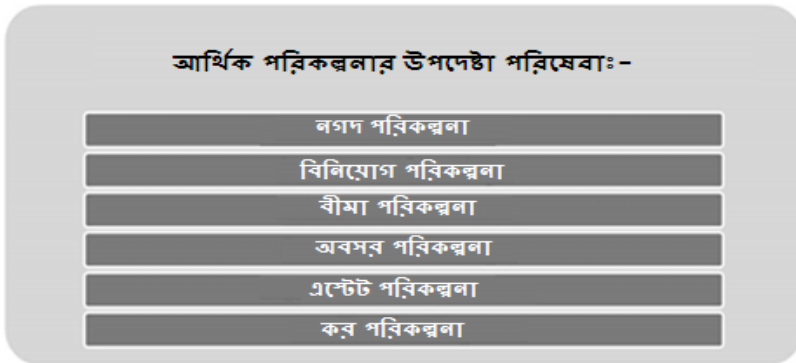 আর্থিক পরিকল্পনার উপদেষ্টা পরিষেবাঃ-
নগদ পরিকল্পনা
বিনিয়োগ পরিকল্পনা
বীমা পরিকল্পনা
অবসর পরিকল্পনা
এস্টেট পরিকল্পনা
কর পরিকল্পনা